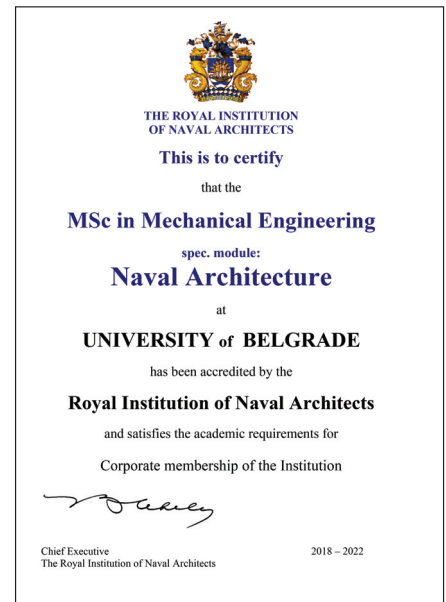 THE ROYAL INSTITUTION
OF NAVAL ARCHITECTS
This is to certify
that the
MSc in Mechanical Engineering
spec. module:
Naval Architecture
at
UNIVERSITY of BELGRADE
has been accredited by the
Royal Institution of Naval Architects
and satisfies the academic requirements for
Corporate membership of the Institution
Chief Executive 2018 – 2022
The Royal Institution of Naval Architects